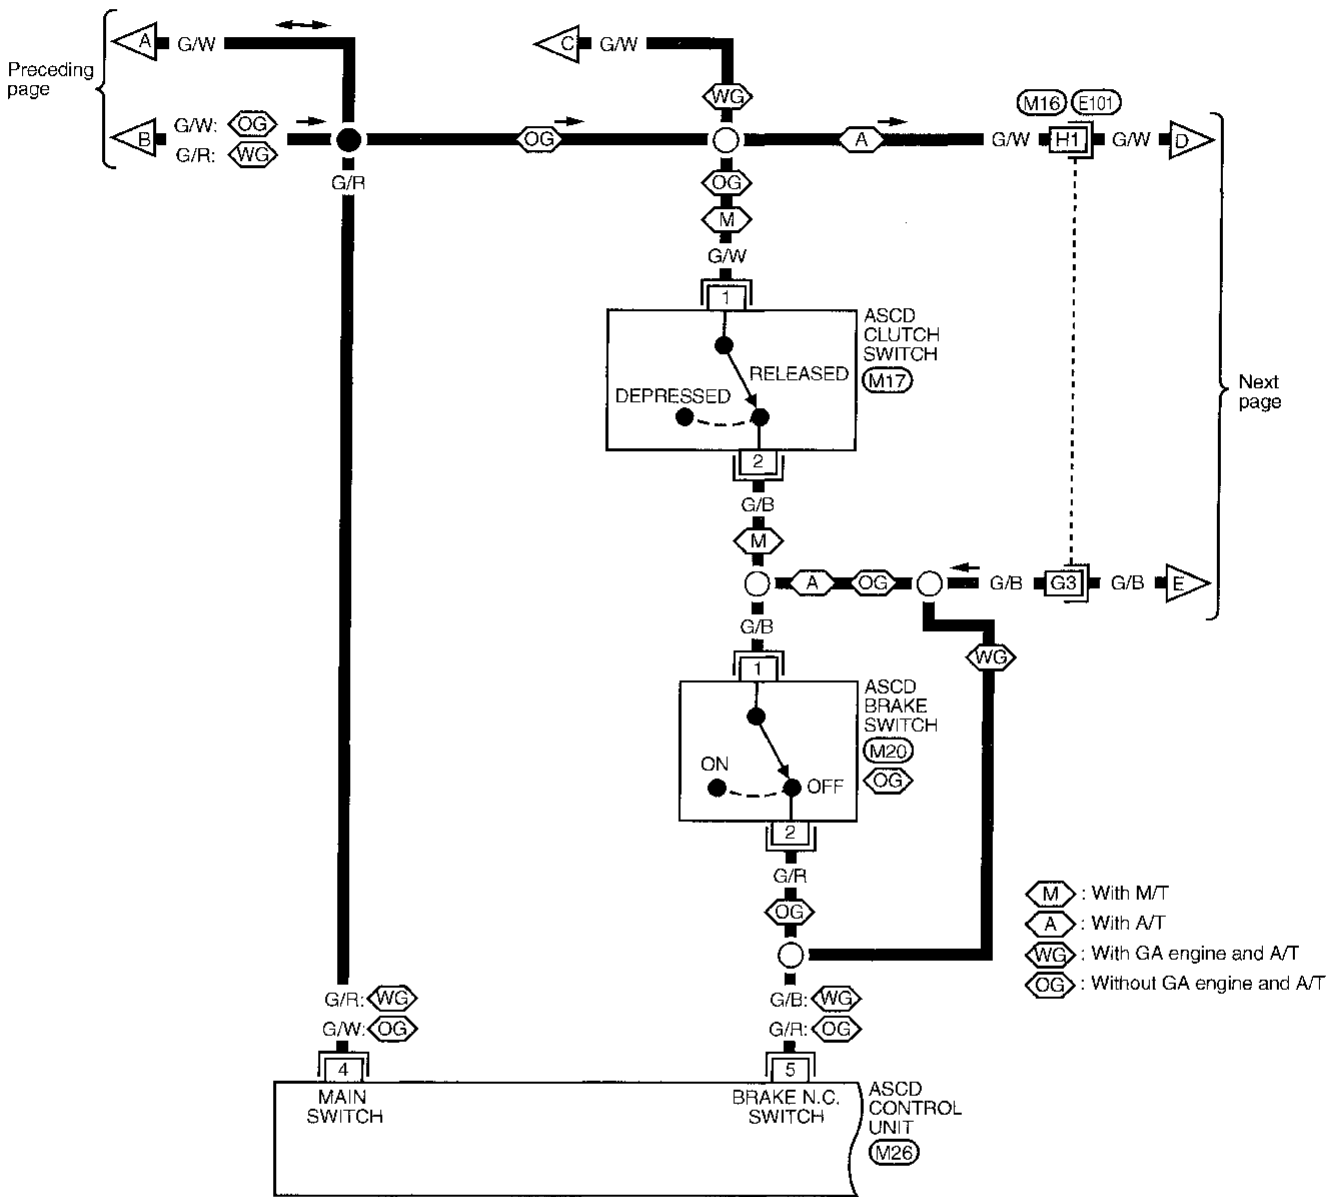 A G/W
C G/W
Preceding
page
WG
M16 E101
B G/W: OG
G/R: WG
OG
A
G/W H1 G/W D
G/R
OG
M
G/W
1
ASCD
CLUTCH
SWITCH
M17
RELEASED
DEPRESSED
Next
page
2
G/B
M
A OG G/B G3 G/B E
G/B
WG
1
ASCD
BRAKE
SWITCH
M20
OG
ON
OFF
2
G/R
OG
M : With M/T
A : With A/T
WG : With GA engine and A/T
OG : Without GA engine and A/T
G/R: WG
G/W: OG
G/B: WG
G/R: OG
4
5
MAIN
SWITCH
BRAKE N.C.
SWITCH
ASCD
CONTROL
UNIT
M26